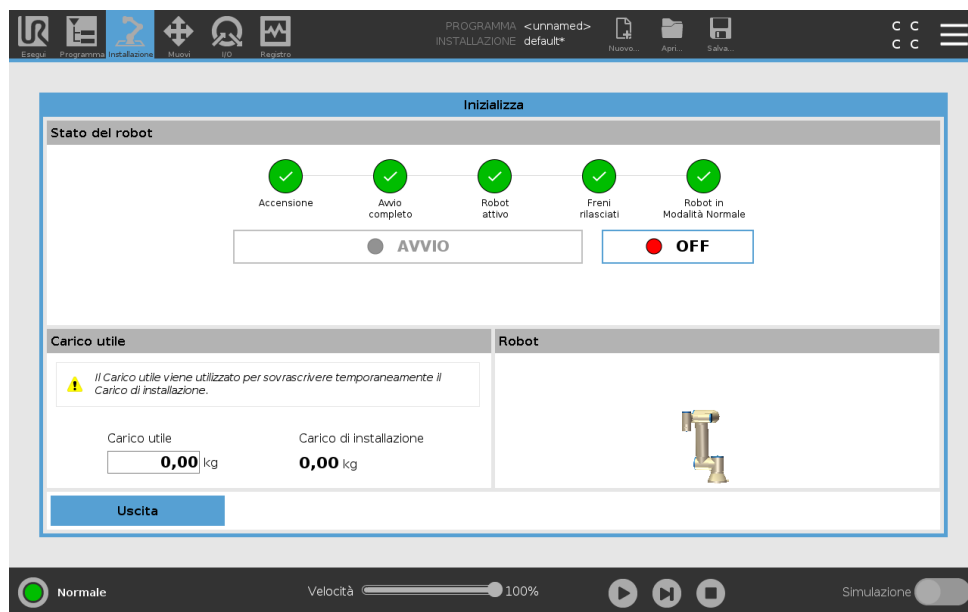 UR
Esegui
Programma
Installazione
Muovi
I/O
Registro
PROGRAMMA <unnamed>
INSTALLAZIONE default*
Nuovo...
Apri...
Salva...
C C
C C
Inizializza
Stato del robot
Accensione
Avvio
completo
Robot
attivo
Freni
rilasciati
Robot in
Modalità Normale
AVVIO
OFF
Carico utile
Il Carico utile viene utilizzato per sovrascrivere temporaneamente il
Carico di installazione.
Carico utile
0,00 kg
Carico di installazione
0,00 kg
Robot
Uscita
Normale
Velocità
100%
Simulazione